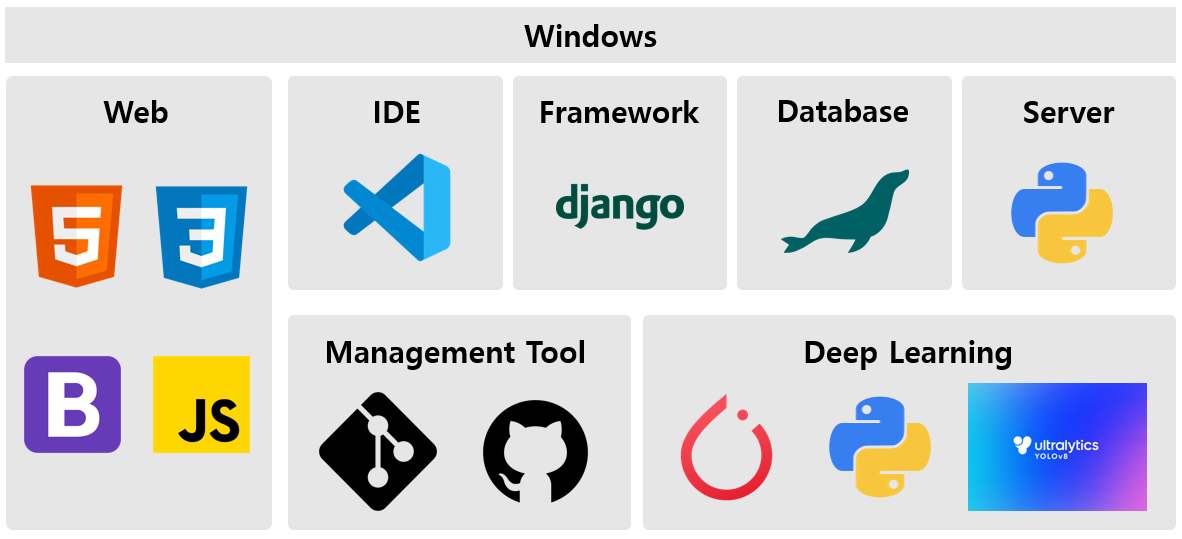 Windows
Web
IDE
Framework
Database
Server
5
3
django
B
JS
Management Tool
Deep Learning
ultralytics
YOLOv8